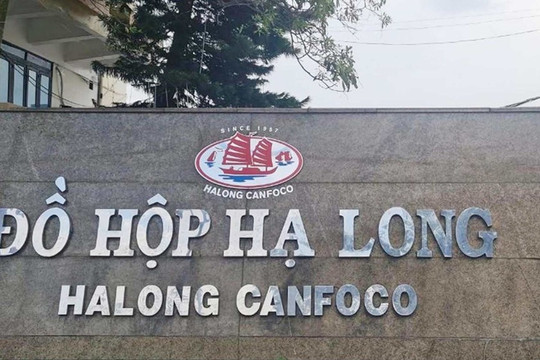 SINCE 1957
HALONG CANFOCO
ĐỒ HỘP HẠ LONG
HALONG CANFOCO